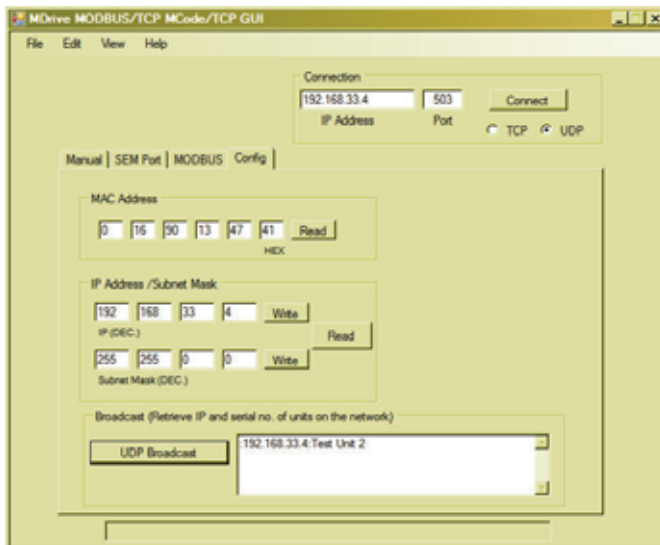 MDrive MODBUS/TCP MCode/TCP GUI
File Edit View Help
Connection
192.168.33.4 503 Connect
IP Address Port TCP UDP
Manual SEM Port MODBUS Config
MAC Address
0 16 90 13 47 41 Read
HEX
IP Address /Subnet Mask
192 168 33 4 Write
IP (DEC.)
Read
255 255 0 0 Write
Subnet Mask (DEC.)
Broadcast (Retrieve IP and serial no. of units on the network)
UDP Broadcast :192.168.33.4:Test Unit 2